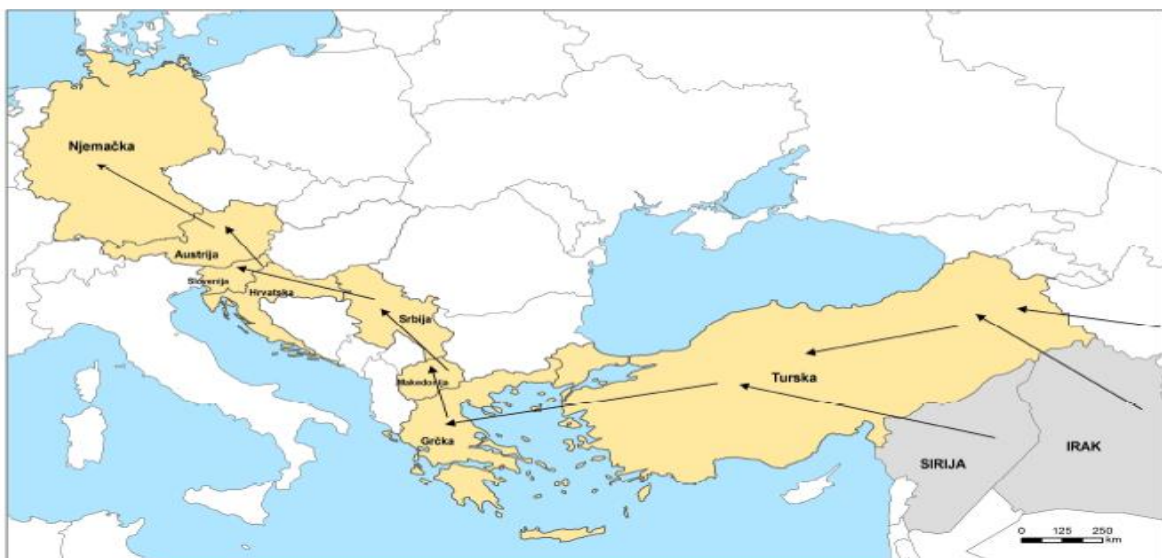 Njemačka
Austrija
Slovenija
Hrvatska
Srbija
Makedonija
Grčka
Turska
SIRIJA
IRAK
0 125 250
km